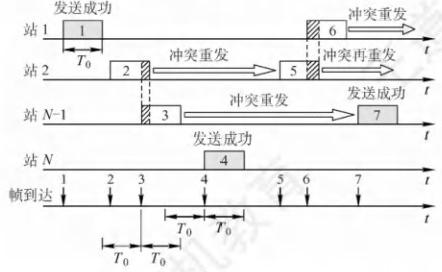 发送成功
站 1
1
6
冲突重发
t
T₀
站 2
2
冲突重发
5
冲突再重发
t
站 N-1
3
冲突重发
发送成功
7
t
发送成功
站 N
4
t
帧到达
1 2 3 4 5 6 7
t
T₀ T₀
T₀ T₀